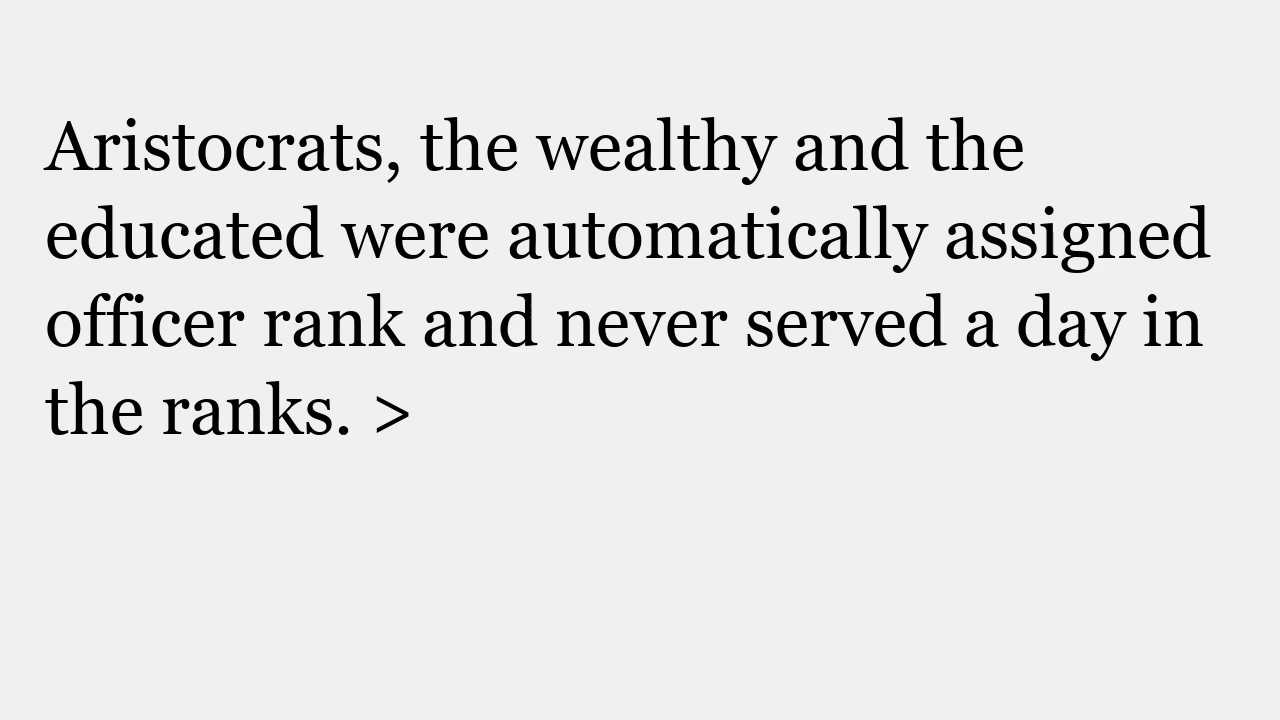 Aristocrats, the wealthy and the
educated were automatically assigned
officer rank and never served a day in
the ranks. >